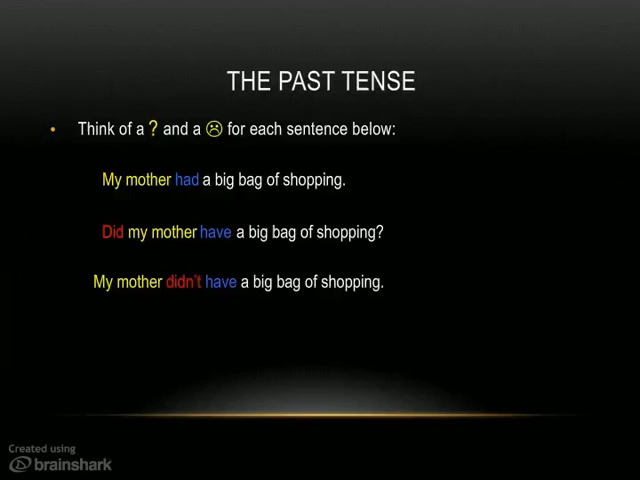 THE PAST TENSE
• Think of a ? and a ☹ for each sentence below:
My mother had a big bag of shopping.
Did my mother have a big bag of shopping?
My mother didn't have a big bag of shopping.
Created using
brainshark